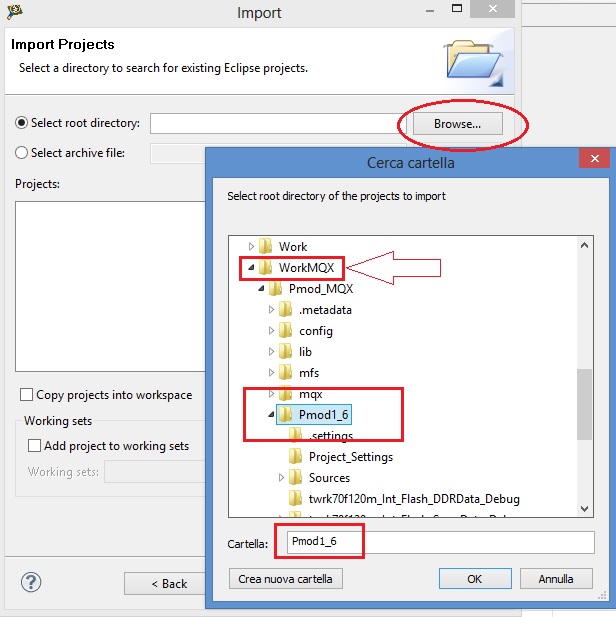 Import
Import Projects
Select a directory to search for existing Eclipse projects.
Select root directory:
Browse...
Select archive file:
Projects:
Copy projects into workspace
Working sets
Add project to working sets
Working sets:
?
< Back
Cerca cartella
Select root directory of the projects to import
Work
WorkMQX
Pmod_MQX
.metadata
config
lib
mfs
mqx
Pmod1_6
.settings
Project_Settings
Sources
twrk70f120m_Int_Flash_DDRData_Debug
Cartella:
Pmod1_6
Crea nuova cartella
OK
Annulla